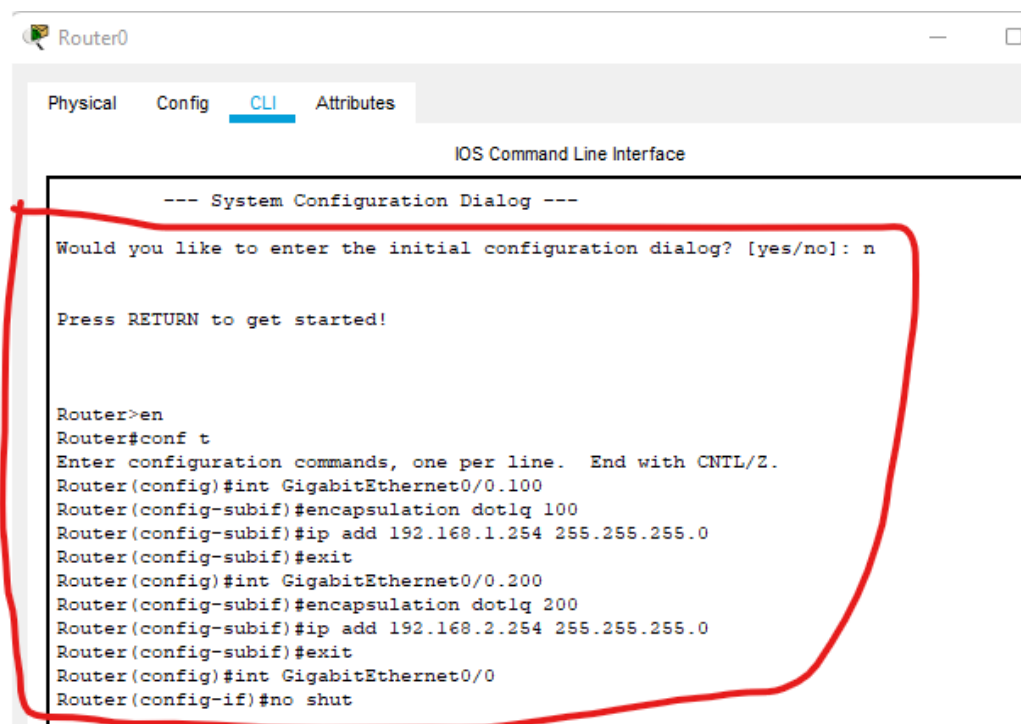 Router0
Physical Config CLI Attributes
IOS Command Line Interface
--- System Configuration Dialog ---
Would you like to enter the initial configuration dialog? [yes/no]: n
Press RETURN to get started!
Router>en
Router#conf t
Enter configuration commands, one per line.  End with CNTL/Z.
Router(config)#int GigabitEthernet0/0.100
Router(config-subif)#encapsulation dot1q 100
Router(config-subif)#ip add 192.168.1.254 255.255.255.0
Router(config-subif)#exit
Router(config)#int GigabitEthernet0/0.200
Router(config-subif)#encapsulation dot1q 200
Router(config-subif)#ip add 192.168.2.254 255.255.255.0
Router(config-subif)#exit
Router(config)#int GigabitEthernet0/0
Router(config-if)#no shut